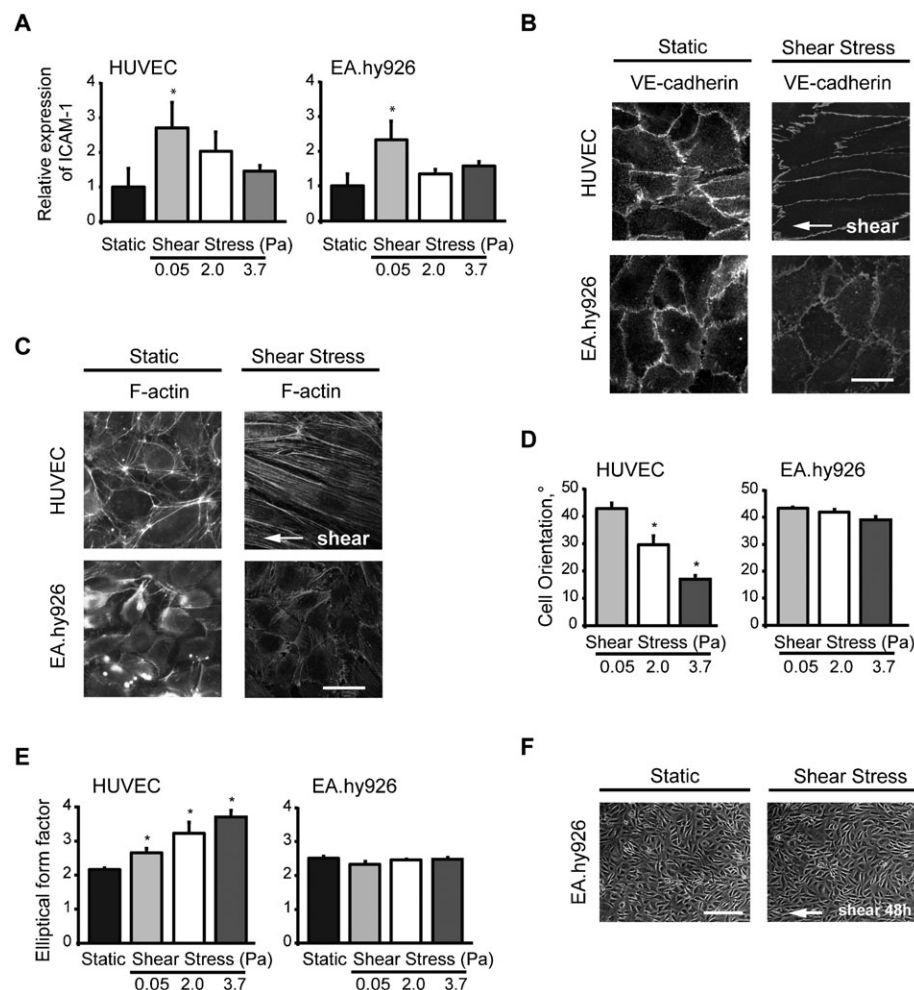 A
HUVEC
EA.hy926
Relative expression
of ICAM-1
4
3
2
1
0
*
4
3
2
1
0
*
Static Shear Stress (Pa)
0.05 2.0 3.7
Static Shear Stress (Pa)
0.05 2.0 3.7
B
Static Shear Stress
VE-cadherin VE-cadherin
HUVEC
shear
EA.hy926
C
Static Shear Stress
F-actin F-actin
HUVEC
shear
EA.hy926
D
HUVEC
EA.hy926
Cell Orientation,°
50
40
30
20
10
0
*
*
50
40
30
20
10
0
Shear Stress (Pa)
0.05 2.0 3.7
Shear Stress (Pa)
0.05 2.0 3.7
E
HUVEC
EA.hy926
Elliptical form factor
4
3
2
1
0
*
*
*
4
3
2
1
0
Static Shear Stress (Pa)
0.05 2.0 3.7
Static Shear Stress (Pa)
0.05 2.0 3.7
F
Static Shear Stress
EA.hy926
shear 48h